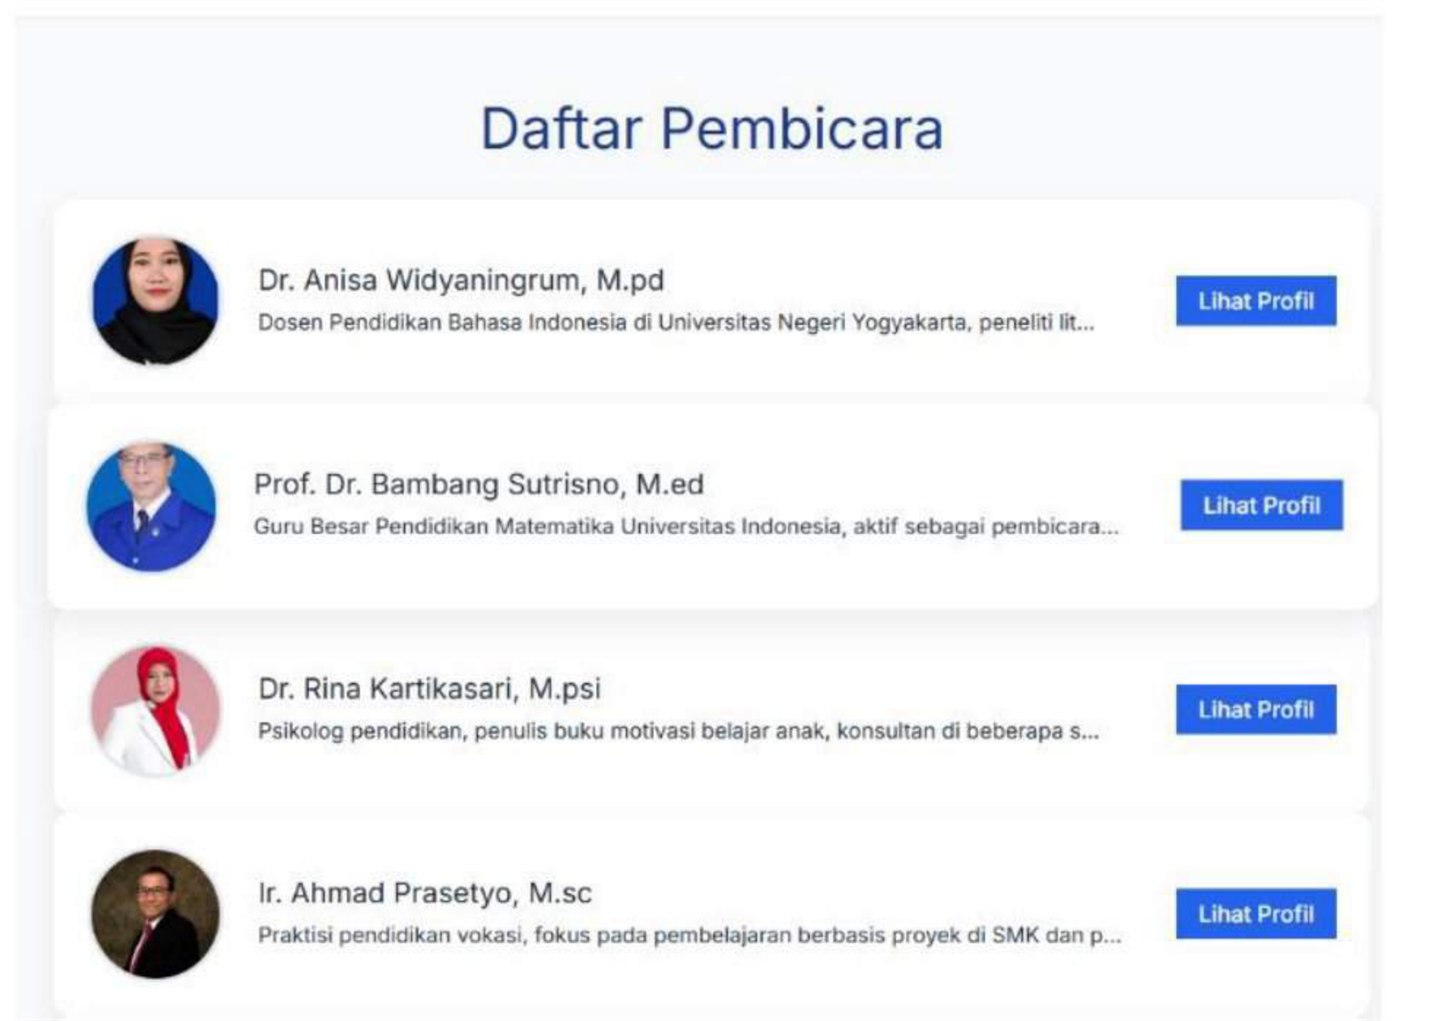 Daftar Pembicara
Dr. Anisa Widyaningrum, M.pd
Dosen Pendidikan Bahasa Indonesia di Universitas Negeri Yogyakarta, peneliti lit...
Lihat Profil
Prof. Dr. Bambang Sutrisno, M.ed
Guru Besar Pendidikan Matematika Universitas Indonesia, aktif sebagai pembicara...
Lihat Profil
Dr. Rina Kartikasari, M.psi
Psikolog pendidikan, penulis buku motivasi belajar anak, konsultan di beberapa s...
Lihat Profil
Ir. Ahmad Prasetyo, M.sc
Praktisi pendidikan vokasi, fokus pada pembelajaran berbasis proyek di SMK dan p...
Lihat Profil